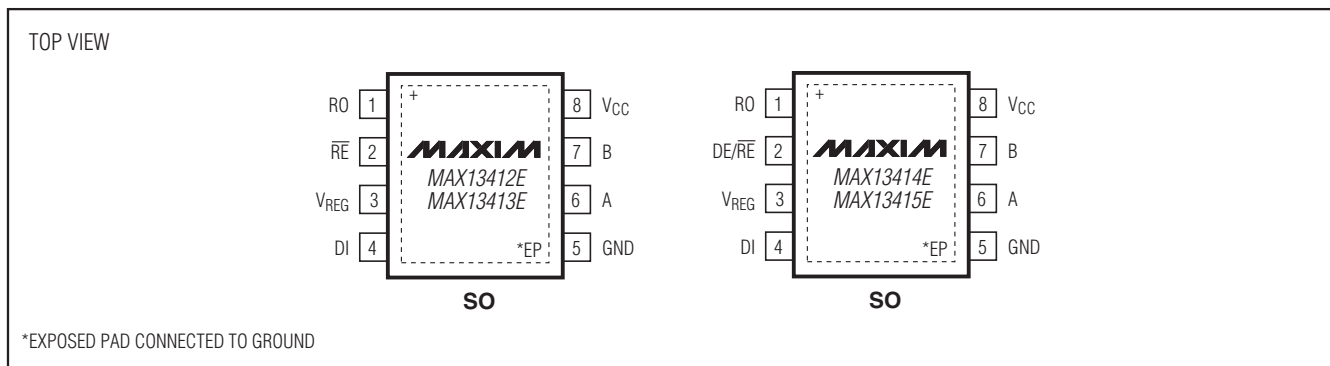 TOP VIEW
RO 1
R̅E̅ 2
VREG 3
DI 4
+
MAXIM
MAX13412E
MAX13413E
*EP
8 VCC
7 B
6 A
5 GND
SO
RO 1
DE/R̅E̅ 2
VREG 3
DI 4
+
MAXIM
MAX13414E
MAX13415E
*EP
8 VCC
7 B
6 A
5 GND
SO
*EXPOSED PAD CONNECTED TO GROUND